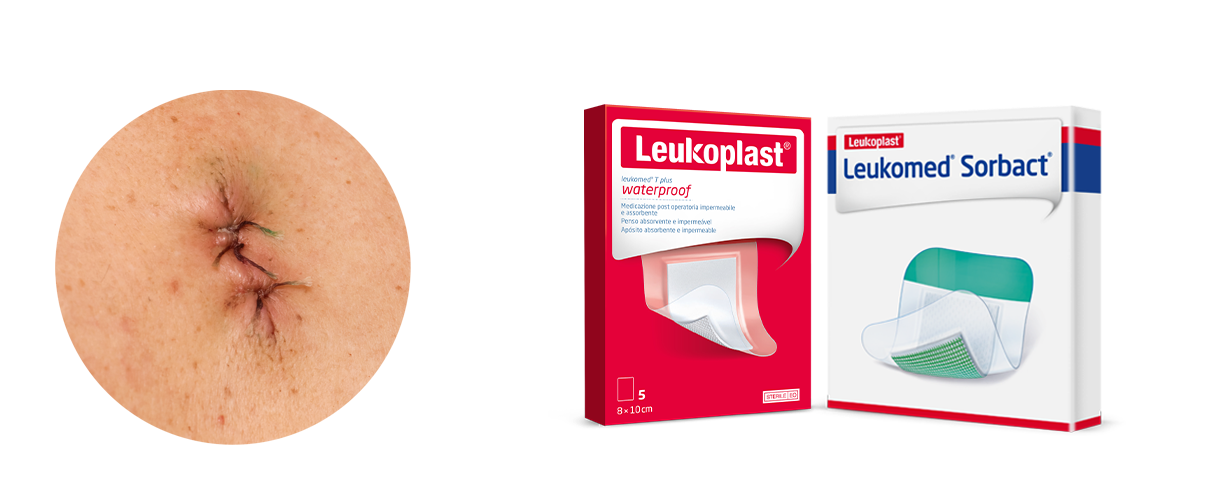 Leukoplast®
leukomed® T plus
waterproof
Medicazione post operatoria impermeabile
e assorbente
Penso absorvente e impermeável
Apósito absorbente e impermeable
5
8 x 10 cm
STERILE EO
Leukoplast®
Leukomed® Sorbact®